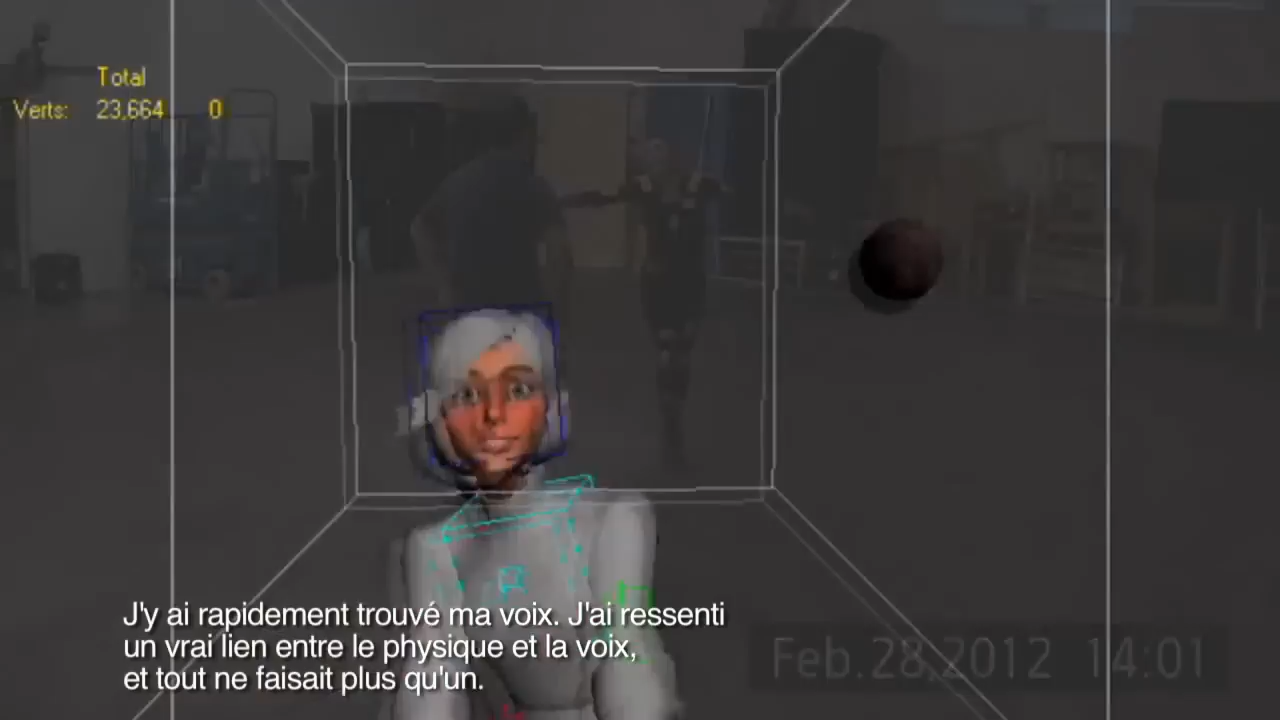 Total
Verts: 23,664 0
J'y ai rapidement trouvé ma voix. J'ai ressenti
un vrai lien entre le physique et la voix,
et tout ne faisait plus qu'un.
Feb.28,2012 14:01